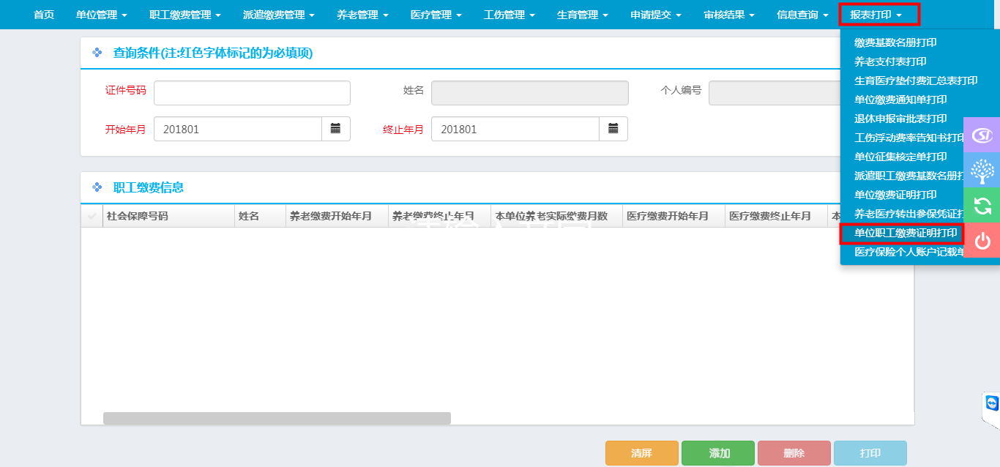 首页 单位管理 职工缴费管理 派遣缴费管理 养老管理 医疗管理 工伤管理 生育管理 申请提交 审核结果 信息查询 报表打印
缴费基数名册打印
养老支付表打印
生育医疗垫付费汇总表打印
单位缴费通知单打印
退休申报审批表打印
工伤浮动费率告知书打印
单位征集核定单打印
派遣职工缴费基数名册打
单位缴费证明打印
养老医疗转出参保凭证打
单位职工缴费证明打印
医疗保险个人账户记载单
查询条件(注:红色字体标记的为必填项)
证件号码 姓名 个人编号
开始年月 201801 终止年月 201801
职工缴费信息
社会保障号码 姓名 养老缴费开始年月 养老缴费终止年月 本单位养老实际缴费月数 医疗缴费开始年月 医疗缴费终止年月 本
清屏 添加 删除 打印